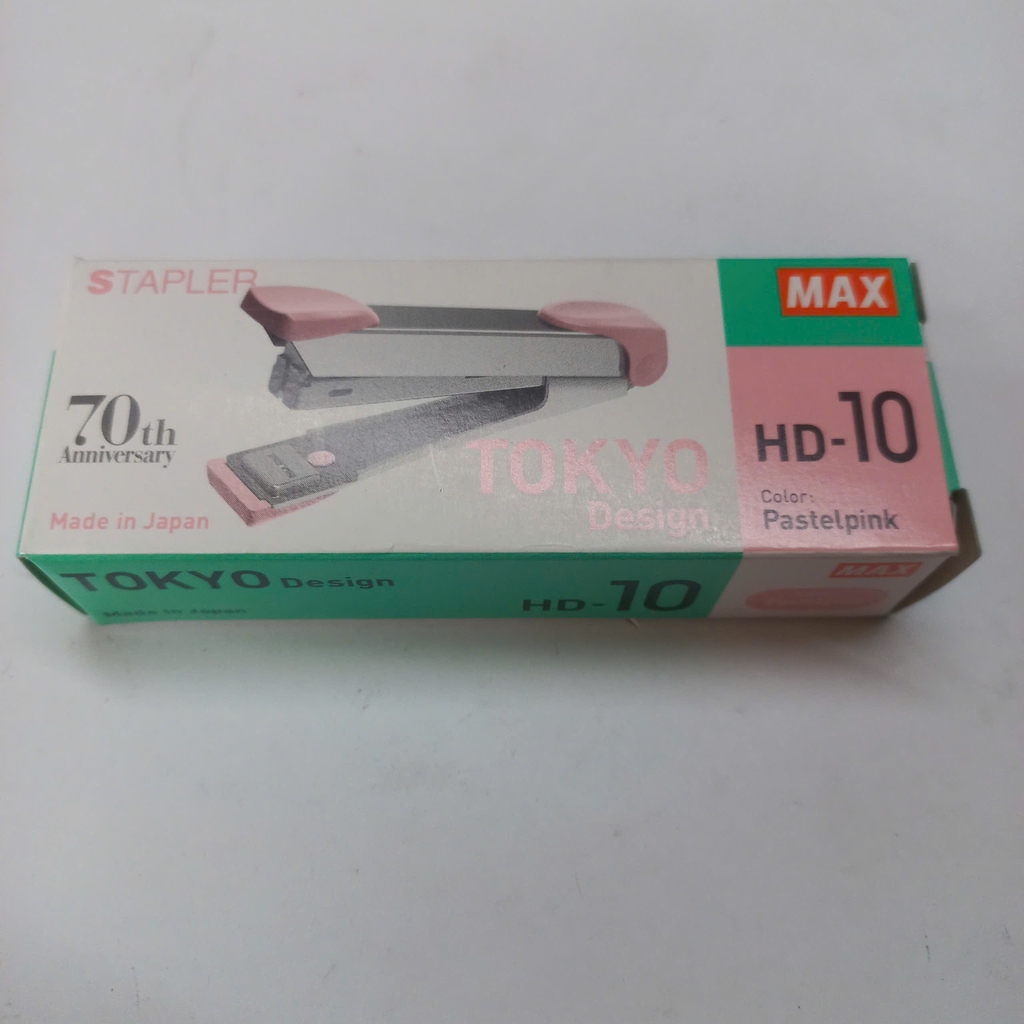 STAPLER
MAX
70th
Anniversary
HD-10
TOKYO
Design
Color:
Pastelpink
Made in Japan
TOKYO Design
HD-10
MAX
Made in Japan